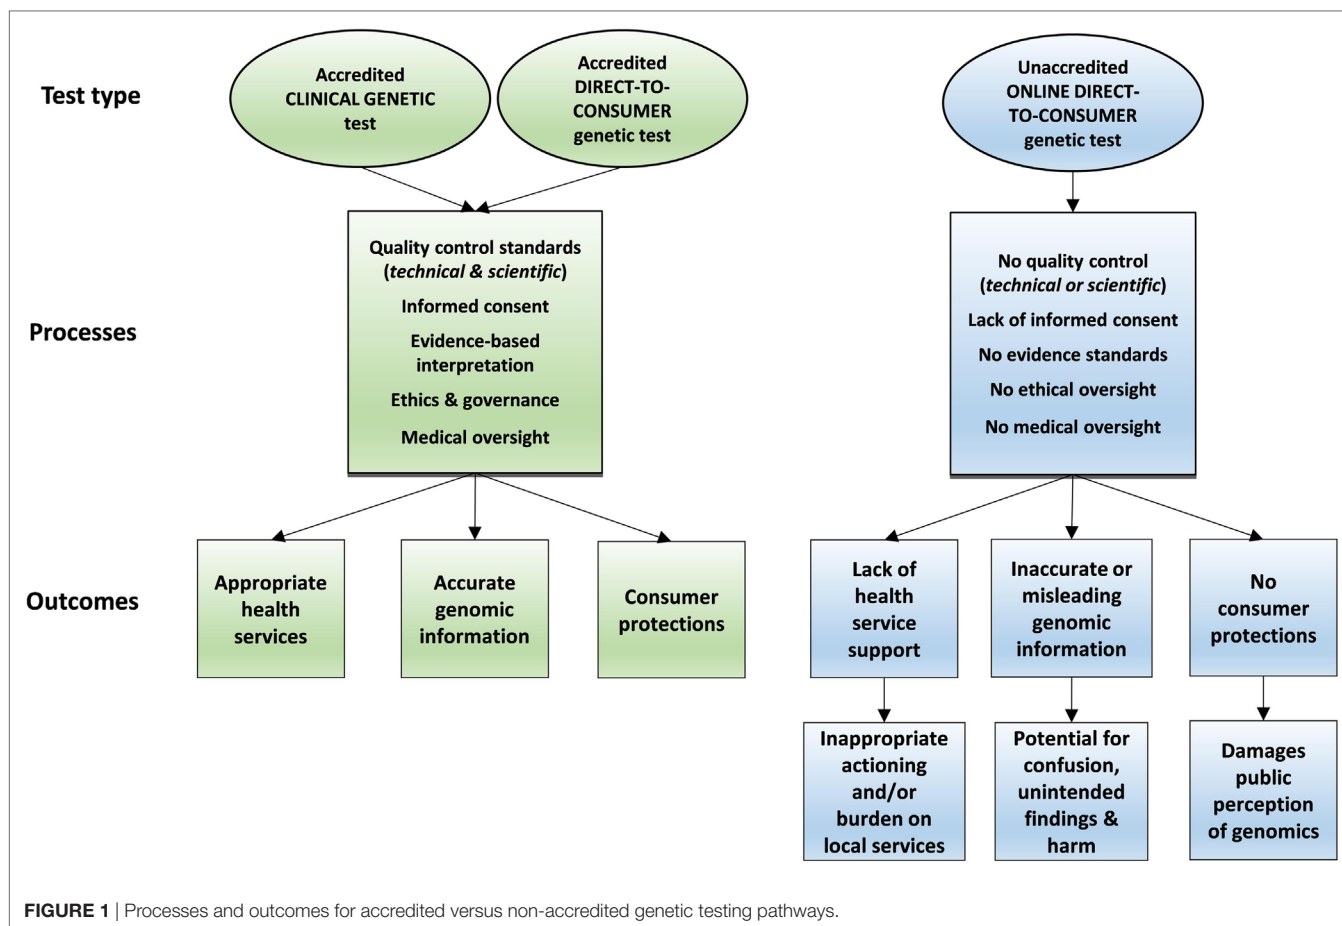 Test type
Accredited
CLINICAL GENETIC
test
Accredited
DIRECT-TO-
CONSUMER
genetic test
Unaccredited
ONLINE DIRECT-
TO-CONSUMER
genetic test
Processes
Quality control standards
(technical & scientific)
Informed consent
Evidence-based
interpretation
Ethics & governance
Medical oversight
No quality control
(technical or scientific)
Lack of informed consent
No evidence standards
No ethical oversight
No medical oversight
Outcomes
Appropriate
health
services
Accurate
genomic
information
Consumer
protections
Lack of
health
service
support
Inaccurate or
misleading
genomic
information
No
consumer
protections
Inappropriate
actioning
and/or
burden on
local services
Potential for
confusion,
unintended
findings &
harm
Damages
public
perception
of genomics
FIGURE 1 | Processes and outcomes for accredited versus non-accredited genetic testing pathways.